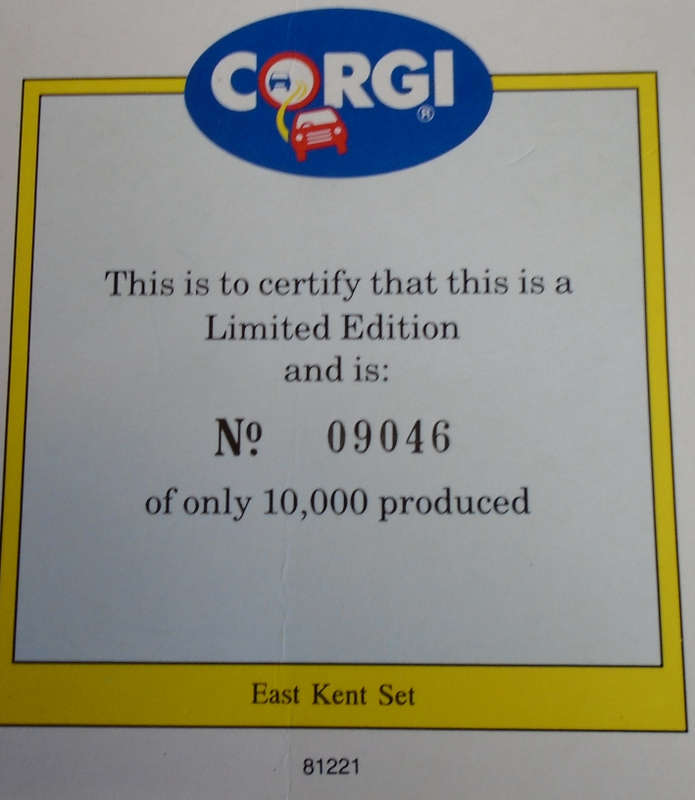 CORGI
®
This is to certify that this is a
Limited Edition
and is:
Nº. 09046
of only 10,000 produced
East Kent Set
81221